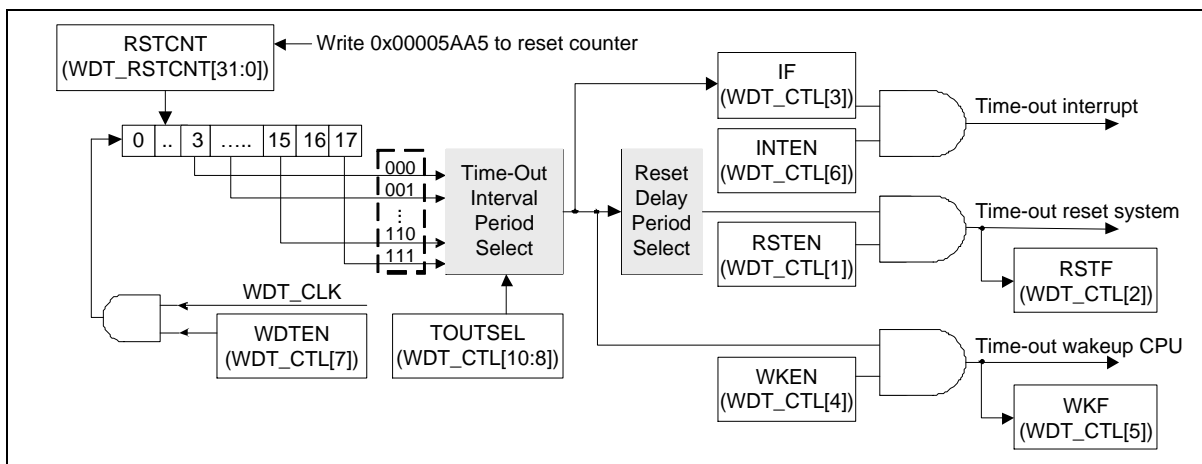 RSTCNT
(WDT_RSTCNT[31:0])
Write 0x00005AA5 to reset counter
0 .. 3 ..... 15 16 17
000
001
...
110
111
Time-Out
Interval
Period
Select
Reset
Delay
Period
Select
IF
(WDT_CTL[3])
INTEN
(WDT_CTL[6])
Time-out interrupt
RSTEN
(WDT_CTL[1])
Time-out reset system
RSTF
(WDT_CTL[2])
WDT_CLK
WDTEN
(WDT_CTL[7])
TOUTSEL
(WDT_CTL[10:8])
WKEN
(WDT_CTL[4])
Time-out wakeup CPU
WKF
(WDT_CTL[5])